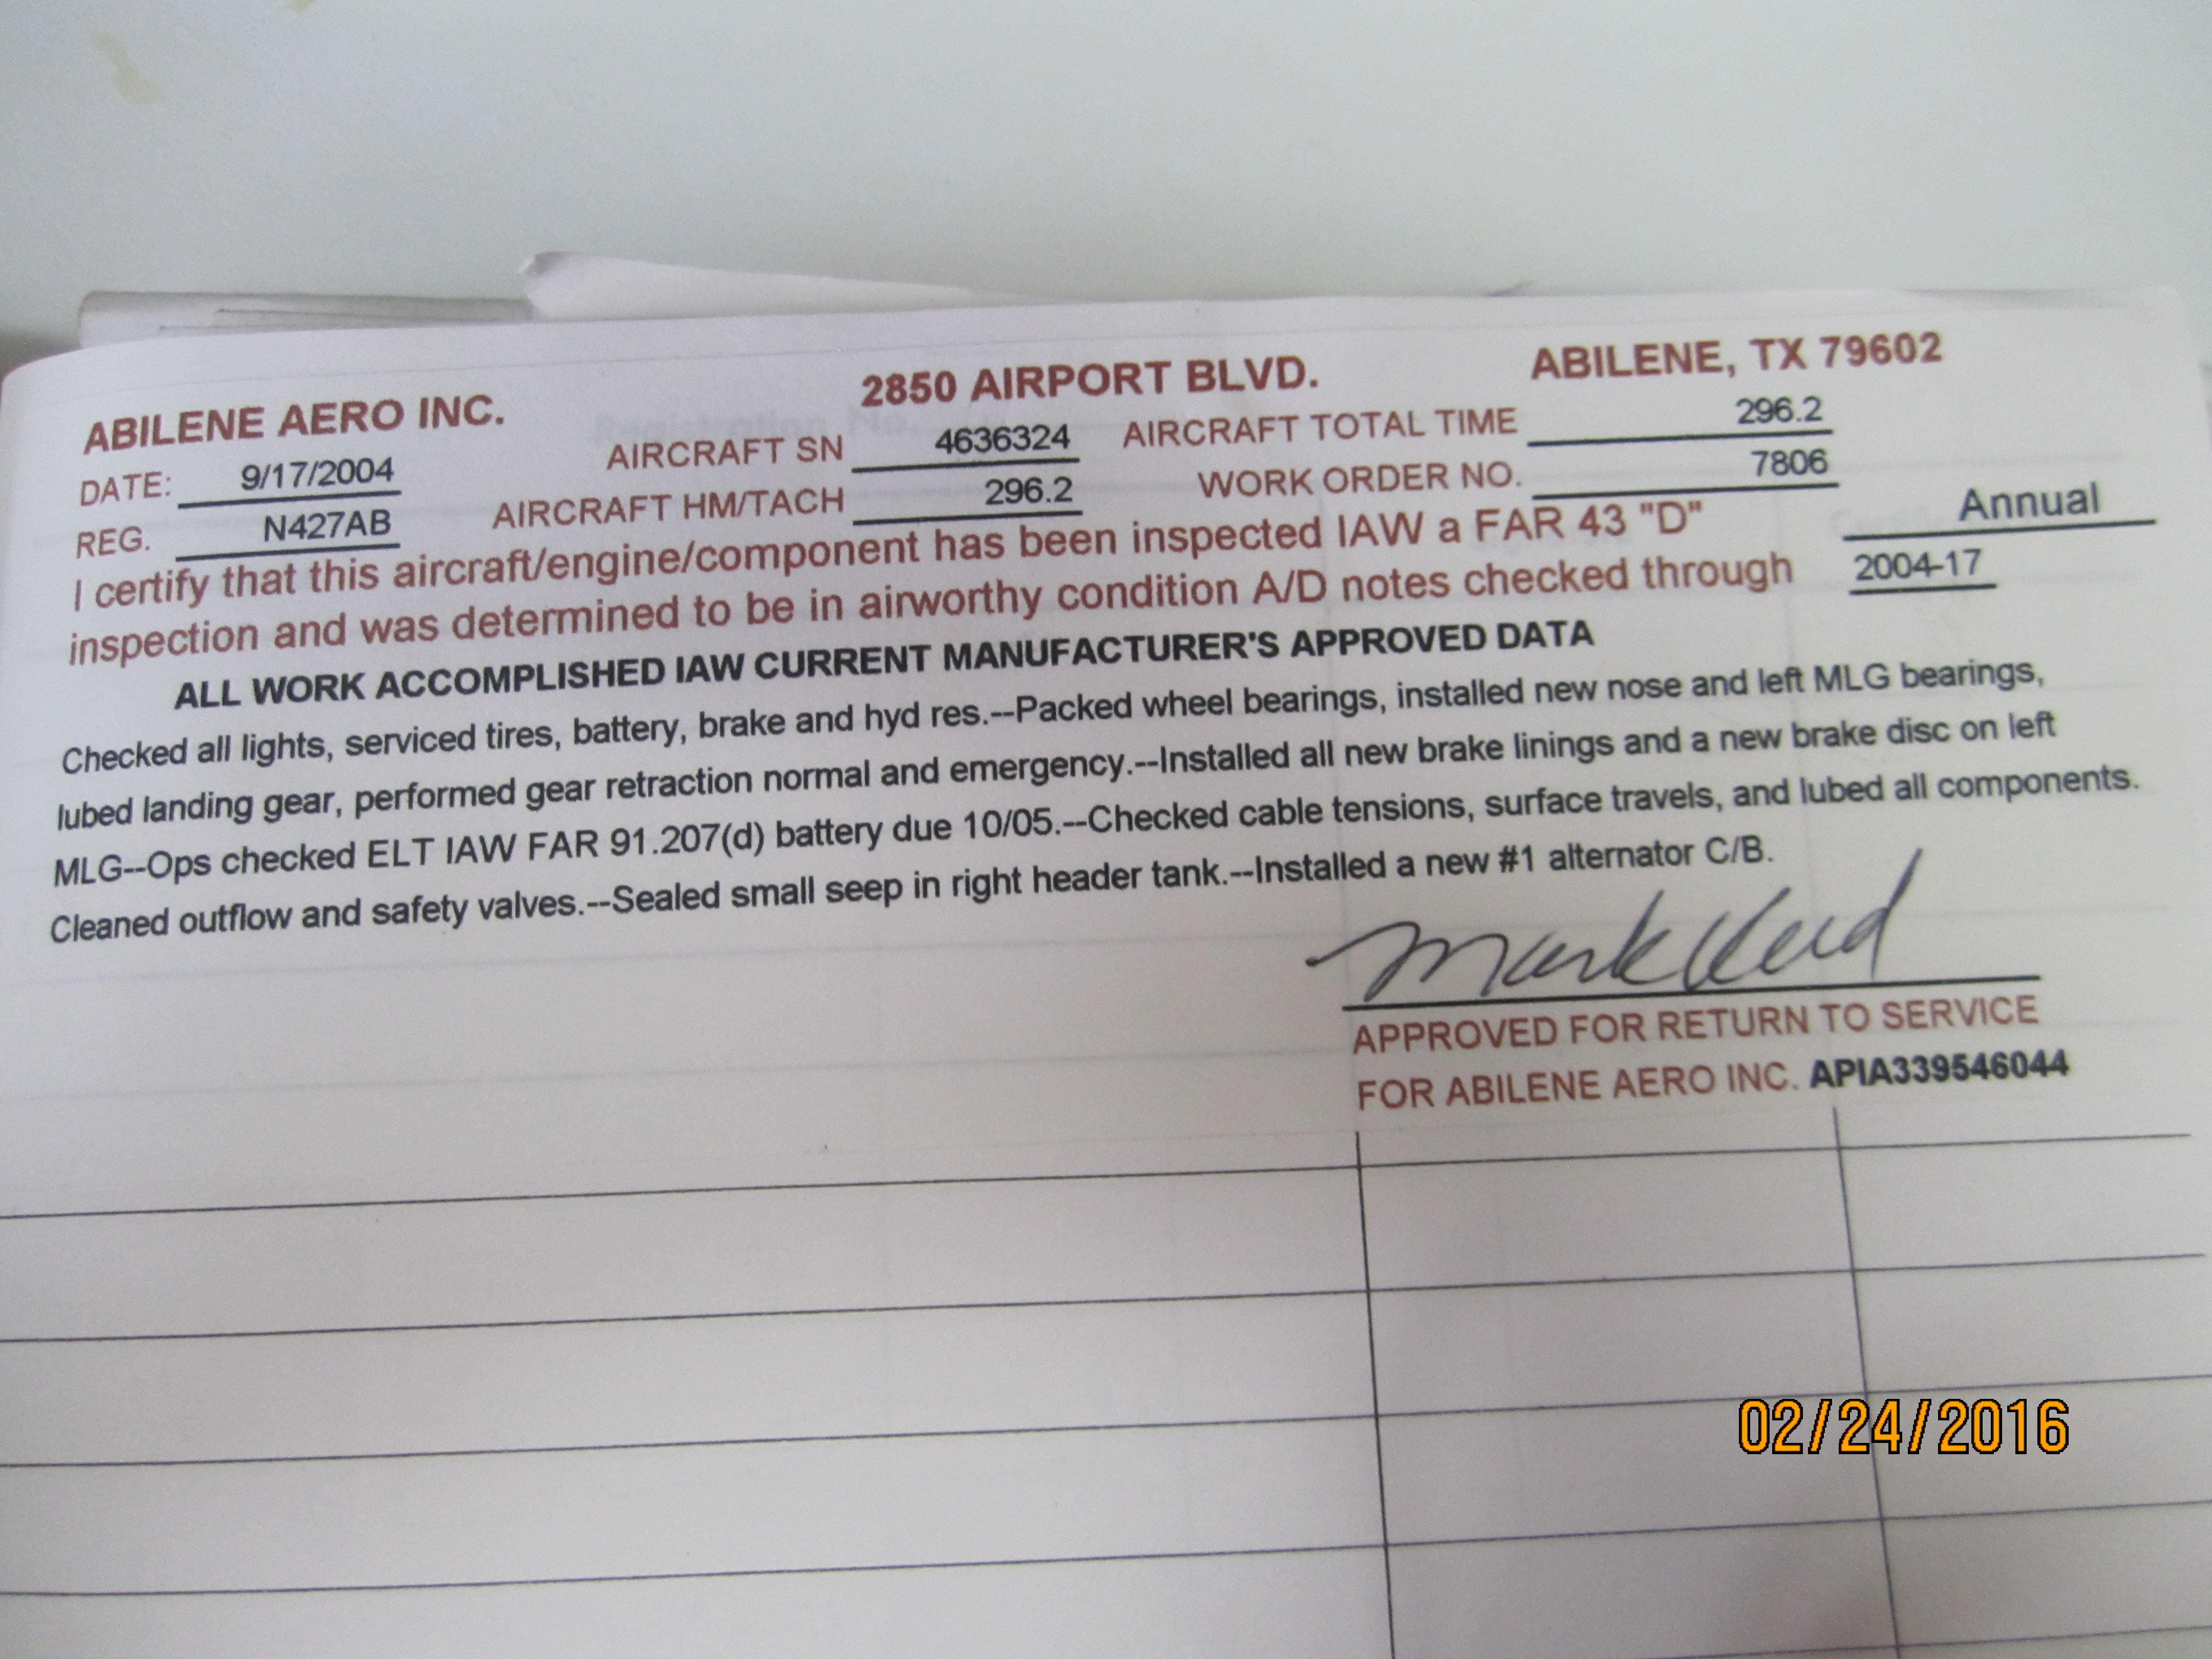 ABILENE AERO INC. 2850 AIRPORT BLVD. ABILENE, TX 79602
DATE: 9/17/2004 AIRCRAFT SN 4636324 AIRCRAFT TOTAL TIME 296.2
REG. N427AB AIRCRAFT HM/TACH 296.2 WORK ORDER NO. 7806
I certify that this aircraft/engine/component has been inspected IAW a FAR 43 "D" Annual
inspection and was determined to be in airworthy condition A/D notes checked through 2004-17
ALL WORK ACCOMPLISHED IAW CURRENT MANUFACTURER'S APPROVED DATA
Checked all lights, serviced tires, battery, brake and hyd res.--Packed wheel bearings, installed new nose and left MLG bearings,
lubed landing gear, performed gear retraction normal and emergency.--Installed all new brake linings and a new brake disc on left
MLG--Ops checked ELT IAW FAR 91.207(d) battery due 10/05.--Checked cable tensions, surface travels, and lubed all components.
Cleaned outflow and safety valves.--Sealed small seep in right header tank.--Installed a new #1 alternator C/B.
Mark
APPROVED FOR RETURN TO SERVICE
FOR ABILENE AERO INC. APIA339546044
02/24/2016